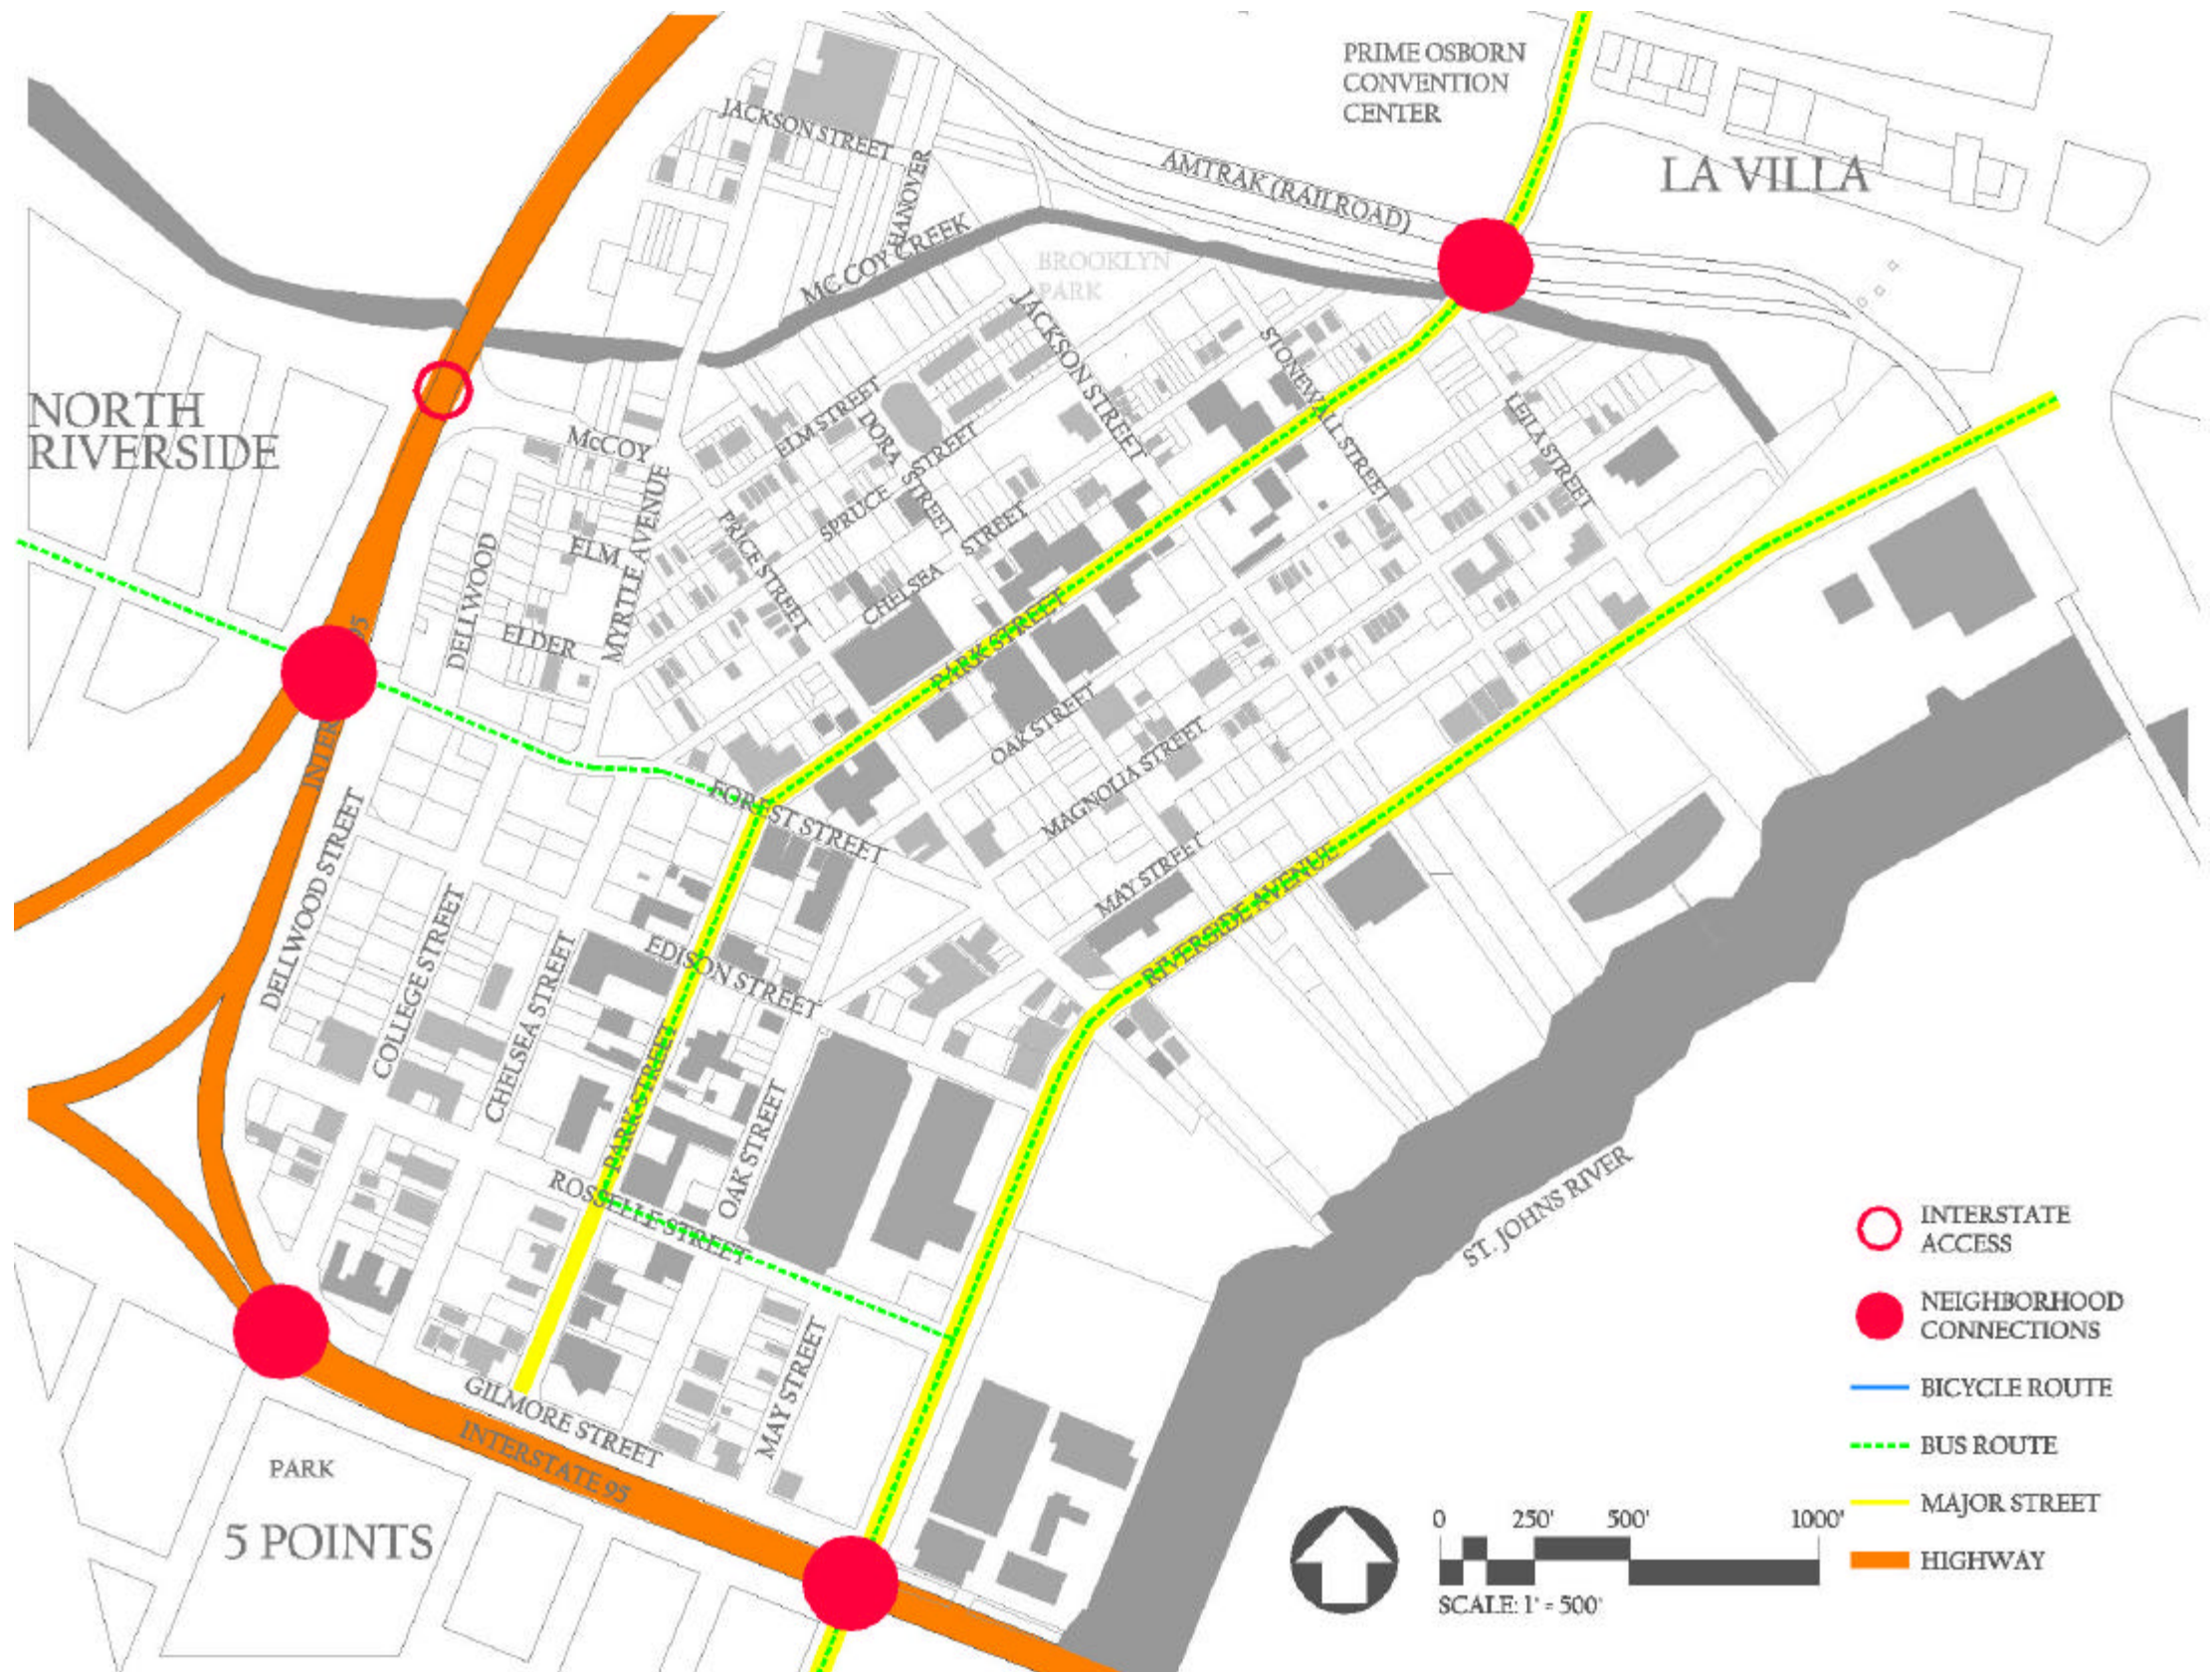 PRIME OSBORN
CONVENTION
CENTER
JACKSON STREET
HANOVER
AMTRAK (RAILROAD)
LA VILLA
MC COY CREEK
BROOKLYN
PARK
JACKSON STREET
STONEWALL STREET
LEILA STREET
NORTH
RIVERSIDE
McCOY
ELM STREET
DORA
STREET
SPRUCE
STREET
CHELSEA
STREET
PRICE STREET
MYRTLE AVENUE
ELM
DELLWOOD
ELDER
PARK STREET
OAK STREET
MAGNOLIA STREET
MAY STREET
RIVERSIDE AVENUE
FOREST STREET
95
DELLWOOD STREET
COLLEGE STREET
CHELSEA STREET
EDISON STREET
PARK STREET
OAK STREET
ROSSELLE STREET
MAY STREET
GILMORE STREET
INTERSTATE 95
PARK
5 POINTS
ST. JOHNS RIVER
INTERSTATE
ACCESS
NEIGHBORHOOD
CONNECTIONS
BICYCLE ROUTE
BUS ROUTE
MAJOR STREET
HIGHWAY
0 250' 500' 1000'
SCALE: 1' = 500'